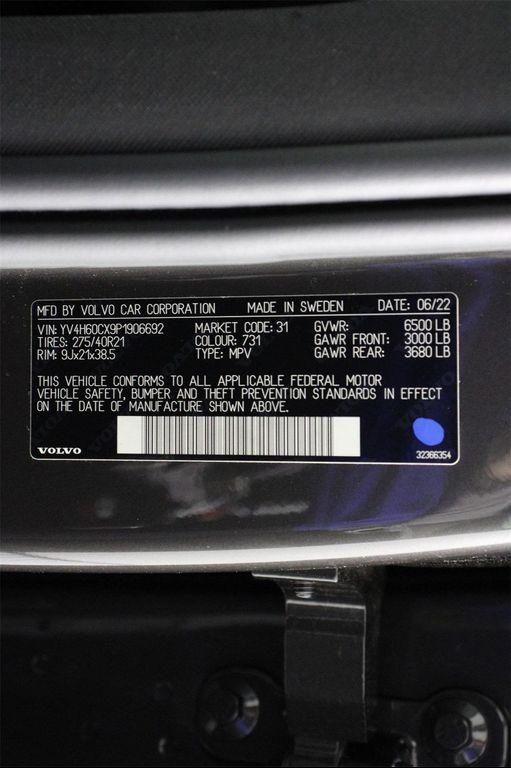 MFD BY VOLVO CAR CORPORATION MADE IN SWEDEN DATE: 06/22
VIN: YV4H60CX9P1906692 MARKET CODE: 31 GVWR: 6500 LB
TIRES: 275/40R21 COLOUR: 731 GAWR FRONT: 3000 LB
RIM: 9Jx21x38.5 TYPE: MPV GAWR REAR: 3680 LB
THIS VEHICLE CONFORMS TO ALL APPLICABLE FEDERAL MOTOR
VEHICLE SAFETY, BUMPER AND THEFT PREVENTION STANDARDS IN EFFECT
ON THE DATE OF MANUFACTURE SHOWN ABOVE.
VOLVO 32366354